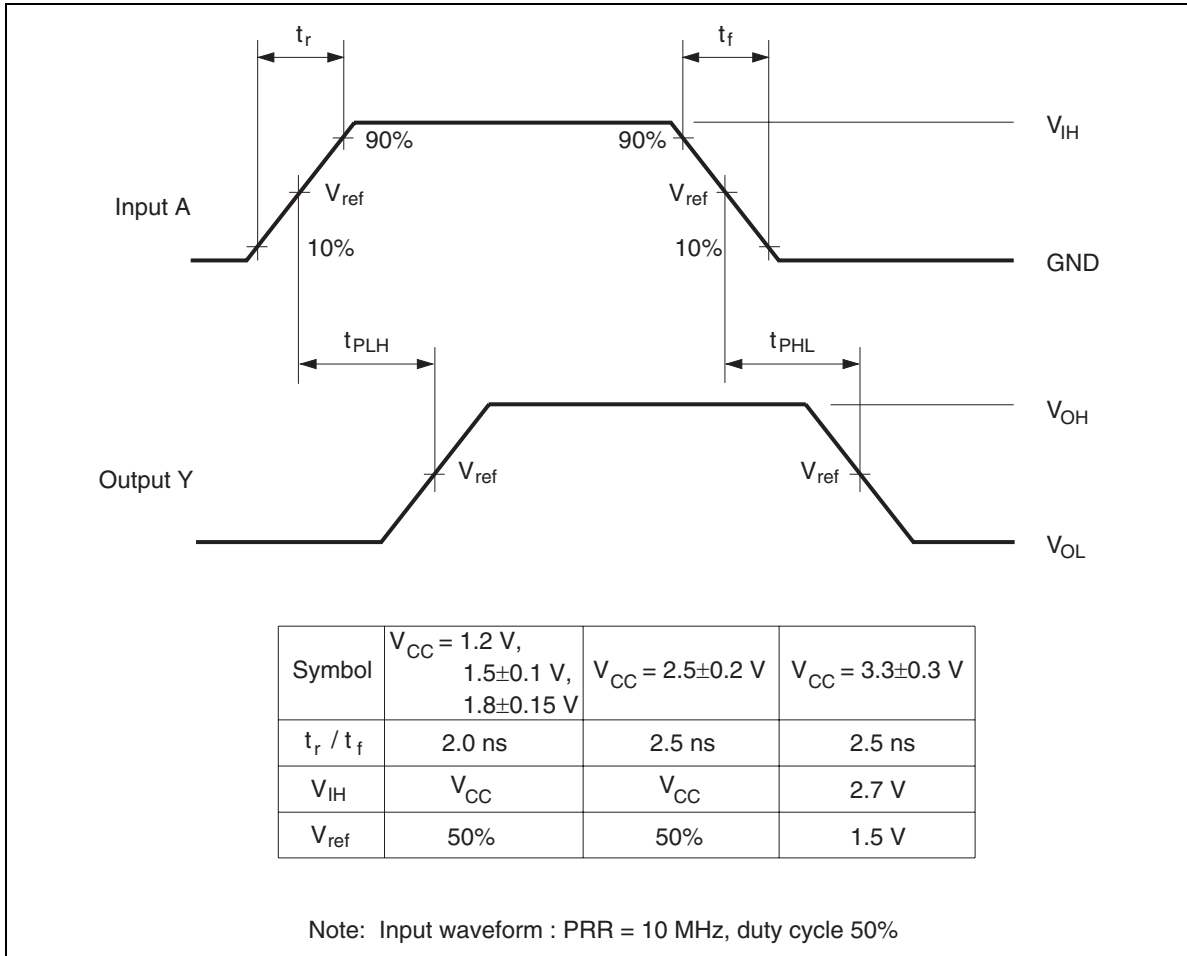 tr tf
90% 90% VIH
Input A Vref Vref
10% 10% GND
tPLH tPHL
VOH
Output Y Vref Vref
VOL
Symbol VCC = 1.2 V, 1.5±0.1 V, 1.8±0.15 V VCC = 2.5±0.2 V VCC = 3.3±0.3 V
tr / tf 2.0 ns 2.5 ns 2.5 ns
VIH VCC VCC 2.7 V
Vref 50% 50% 1.5 V
Note: Input waveform : PRR = 10 MHz, duty cycle 50%